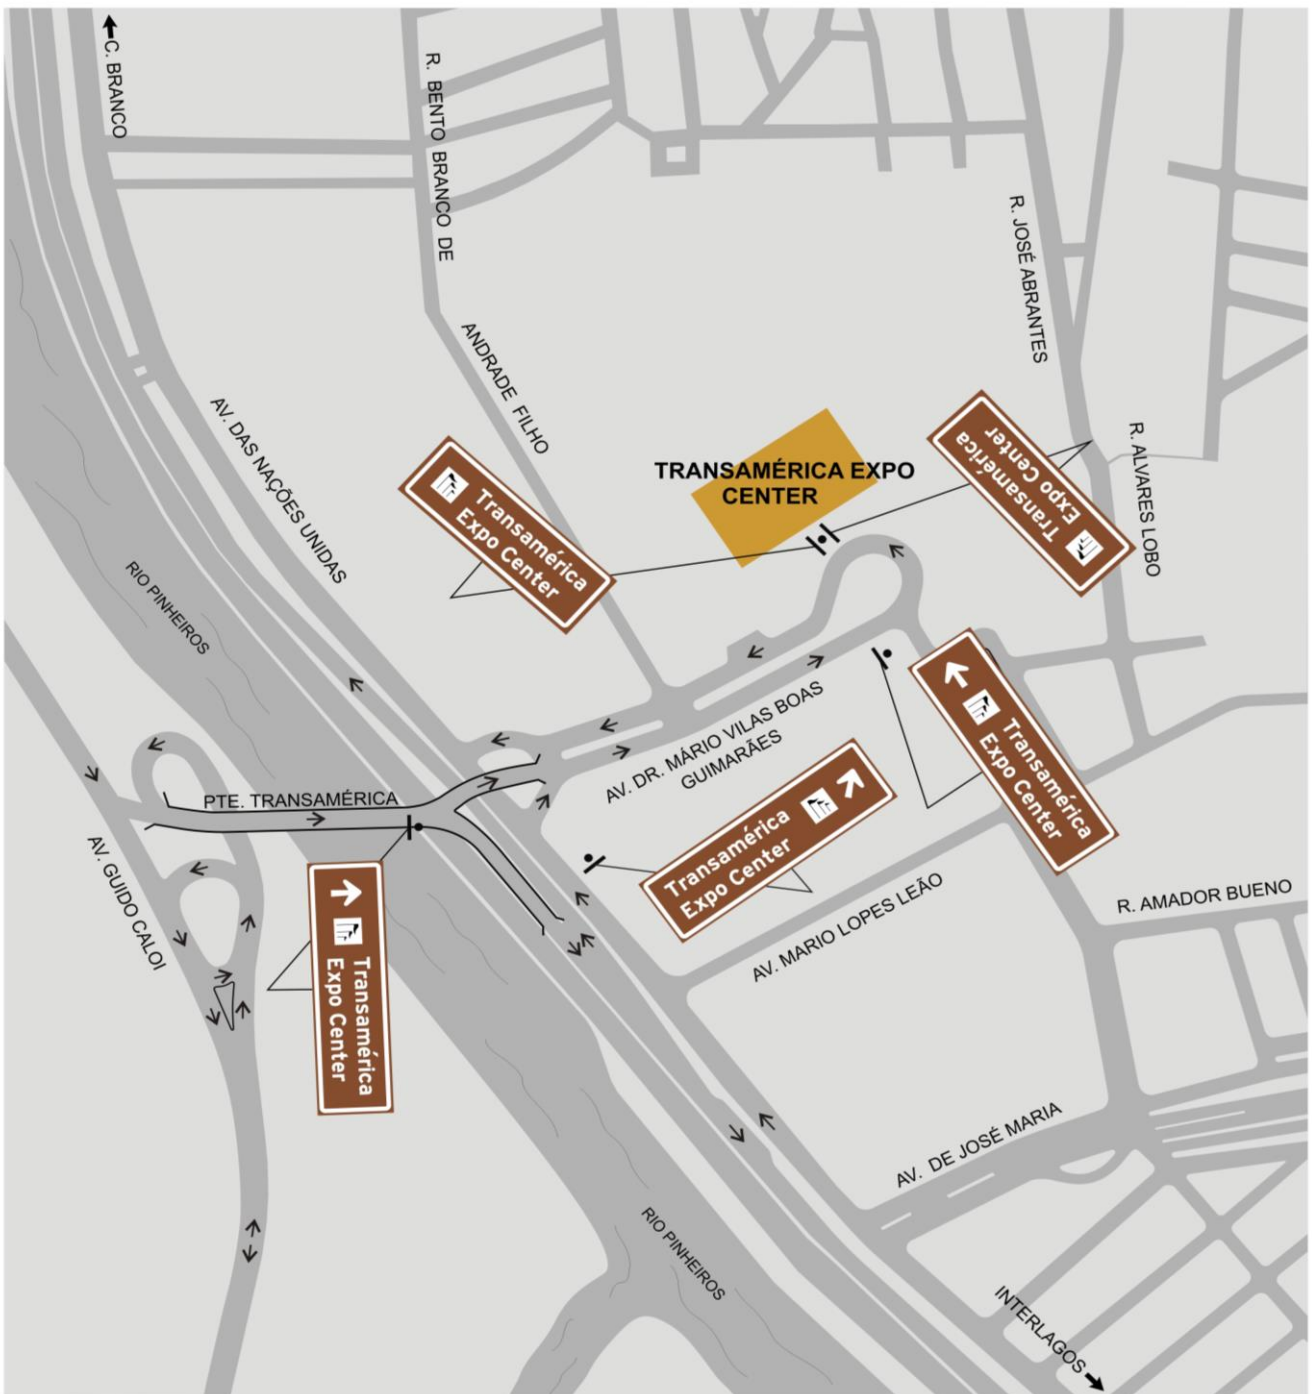 C. BRANCO
R. BENTO BRANCO DE
ANDRADE FILHO
R. JOSÉ ABRANTES
R. ALVARES LOBO
AV. DAS NAÇÕES UNIDAS
TRANSAMÉRICA EXPO
CENTER
Transamérica
Expo Center
Transamérica
Expo Center
RIO PINHEIROS
AV. DR. MÁRIO VILAS BOAS
GUIMARÃES
Transamérica
Expo Center
PTE. TRANSAMÉRICA
Transamérica
Expo Center
AV. GUIDO CALOI
AV. MARIO LOPES LEÃO
R. AMADOR BUENO
Transamérica
Expo Center
AV. DE JOSÉ MARIA
RIO PINHEIROS
INTERLAGOS